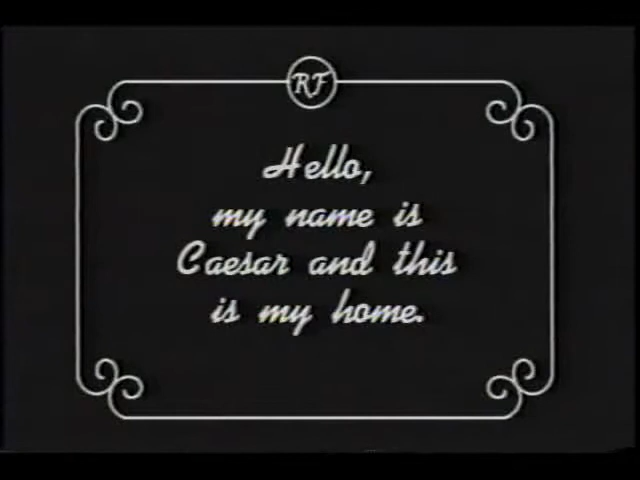 RF
Hello,
my name is
Caesar and this
is my home.